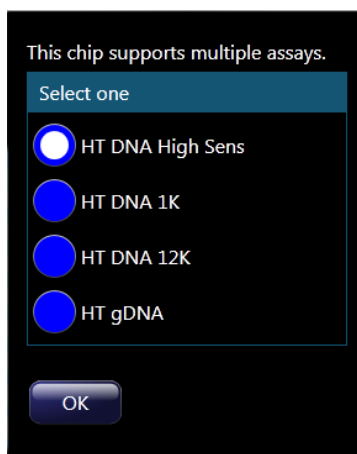 This chip supports multiple assays.
Select one
HT DNA High Sens
HT DNA 1K
HT DNA 12K
HT gDNA
OK